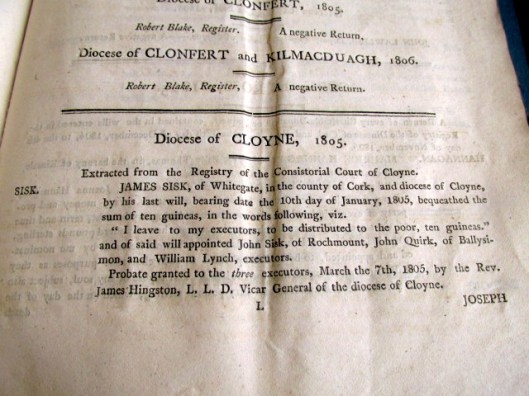 Diocese of CLONFERT, 1805.
Robert Blake, Register. A negative Return.
Diocese of CLONFERT and KILMACDUAGH, 1806.
Robert Blake, Register, A negative Return.
Diocese of CLOYNE, 1805.
Extracted from the Registry of the Consistorial Court of Cloyne.
SISK. JAMES SISK, of Whitegate, in the county of Cork, and diocese of Cloyne,
by his last will, bearing date the 10th day of January, 1805, bequeathed the
sum of ten guineas, in the words following, viz.
" I leave to my executors, to be distributed to the poor, ten guineas."
and of said will appointed John Sisk, of Rochmount, John Quirk, of Ballysi-
mon, and William Lynch, executors.
Probate granted to the three executors, March the 7th, 1805, by the Rev.
James Hingston, L. L. D. Vicar General of the diocese of Cloyne.
L JOSEPH